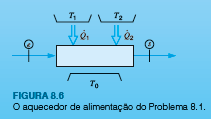 T₁ T₂
Q̇₁ Q̇₂
e s
T₀
FIGURA 8.6
O aquecedor de alimentação do Problema 8.1.